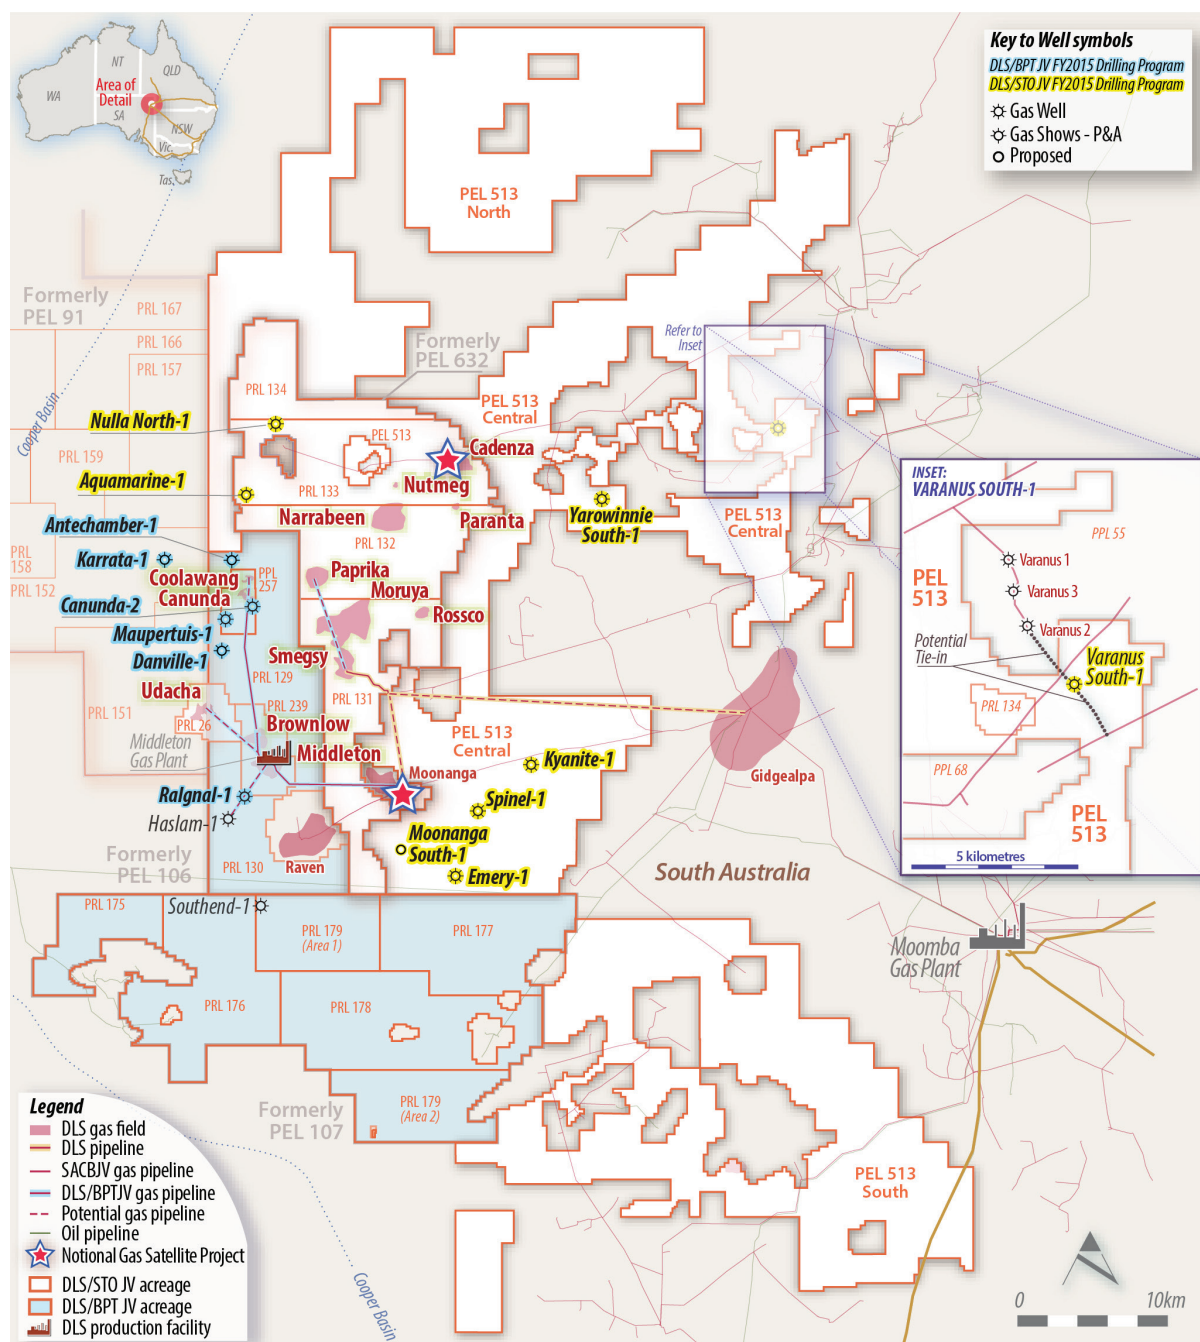 NT
QLD
WA
Area of
Detail
SA
NSW
Vic.
Tas.
Key to Well symbols
DLS/BPT JV FY2015 Drilling Program
DLS/STO JV FY2015 Drilling Program
Gas Well
Gas Shows - P&A
Proposed
PEL 513
North
Formerly
PEL 91
PRL 167
PRL 166
PRL 157
Cooper Basin
Formerly
PEL 632
Refer to
Inset
PRL 134
PEL 513
Central
Nulla North-1
PEL 513
Cadenza
PRL 159
Aquamarine-1
PRL 133
Nutmeg
Narrabeen
Paranta
Yarowinnie
South-1
PEL 513
Central
INSET:
VARANUS SOUTH-1
PPL 55
Varanus 1
PEL
513
Varanus 3
Varanus 2
Potential
Tie-in
Varanus
South-1
PRL 134
PPL 68
PEL
513
5 kilometres
Antechamber-1
PRL 132
PRL
158
Karrata-1
Coolawang
PPL
257
Paprika
PRL 152
Canunda
Moruya
Canunda-2
Rossco
Maupertuis-1
Danville-1
Smegsy
PRL 129
Udacha
PRL 131
PRL 151
PRL 239
PRL 26
Brownlow
PEL 513
Central
Middleton
Gas Plant
Middleton
Moonanga
Kyanite-1
Gidgealpa
Ralgnal-1
Spinel-1
Haslam-1
Moonanga
South-1
Formerly
PEL 106
PRL 130
Raven
Emery-1
South Australia
PRL 175
Southend-1
PRL 179
(Area 1)
PRL 177
Moomba
Gas Plant
PRL 176
PRL 178
PRL 179
(Area 2)
Formerly
PEL 107
PEL 513
South
Cooper Basin
Legend
DLS gas field
DLS pipeline
SACBJV gas pipeline
DLS/BPTJV gas pipeline
Potential gas pipeline
Oil pipeline
Notional Gas Satellite Project
DLS/STO JV acreage
DLS/BPT JV acreage
DLS production facility
0 10km